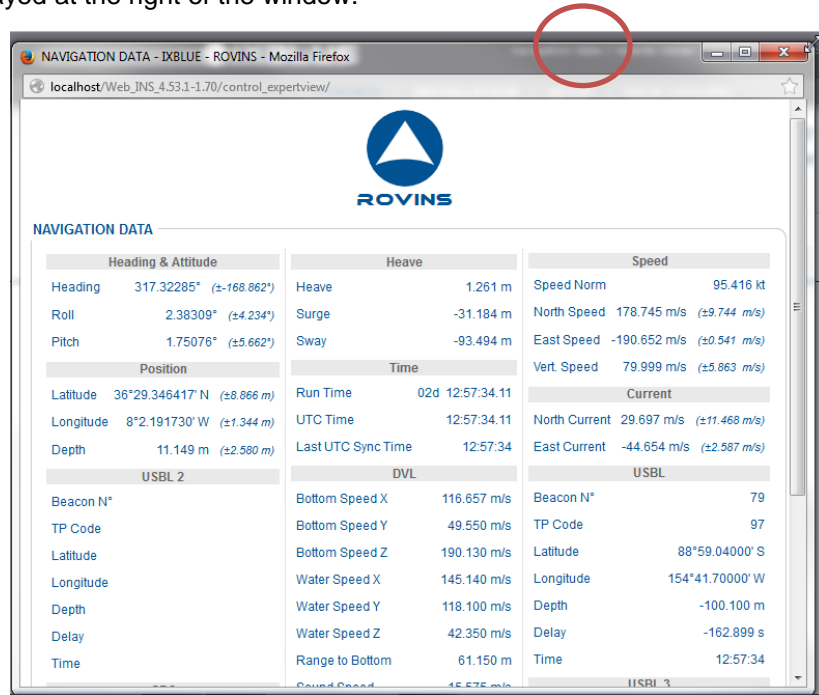 ayed at the right of the window.
NAVIGATION DATA - IXBLUE - ROVINS - Mozilla Firefox
localhost/Web_INS_4.53.1-1.70/control_expertview/
ROVINS
NAVIGATION DATA
Heading & Attitude
Heading 317.32285° (±-168.862°)
Roll 2.38309° (±4.234°)
Pitch 1.75076° (±5.662°)
Position
Latitude 36°29.346417' N (±8.866 m)
Longitude 8°2.191730' W (±1.344 m)
Depth 11.149 m (±2.580 m)
USBL 2
Beacon N°
TP Code
Latitude
Longitude
Depth
Delay
Time
Heave
Heave 1.261 m
Surge -31.184 m
Sway -93.494 m
Time
Run Time 02d 12:57:34.11
UTC Time 12:57:34.11
Last UTC Sync Time 12:57:34
DVL
Bottom Speed X 116.657 m/s
Bottom Speed Y 49.550 m/s
Bottom Speed Z 190.130 m/s
Water Speed X 145.140 m/s
Water Speed Y 118.100 m/s
Water Speed Z 42.350 m/s
Range to Bottom 61.150 m
Sound Speed 15.575 m/s
Speed
Speed Norm 95.416 kt
North Speed 178.745 m/s (±9.744 m/s)
East Speed -190.652 m/s (±0.541 m/s)
Vert. Speed 79.999 m/s (±5.863 m/s)
Current
North Current 29.697 m/s (±11.468 m/s)
East Current -44.654 m/s (±2.587 m/s)
USBL
Beacon N° 79
TP Code 97
Latitude 88°59.04000' S
Longitude 154°41.70000' W
Depth -100.100 m
Delay -162.899 s
Time 12:57:34
USBL 3